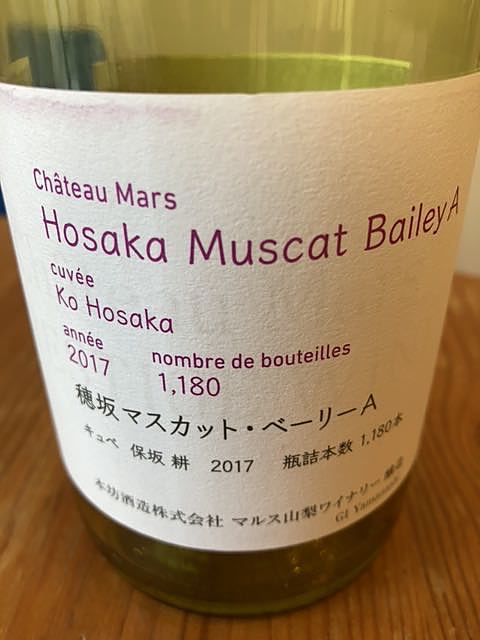 Château Mars
Hosaka Muscat Bailey A
cuvée
Ko Hosaka
année
2017
nombre de bouteilles
1,180
穂坂マスカット・ベーリーA
キュベ 保坂 耕 2017 瓶詰本数 1,180本
本坊酒造株式会社 マルス山梨ワイナリー 醸造
GI Yamanashi